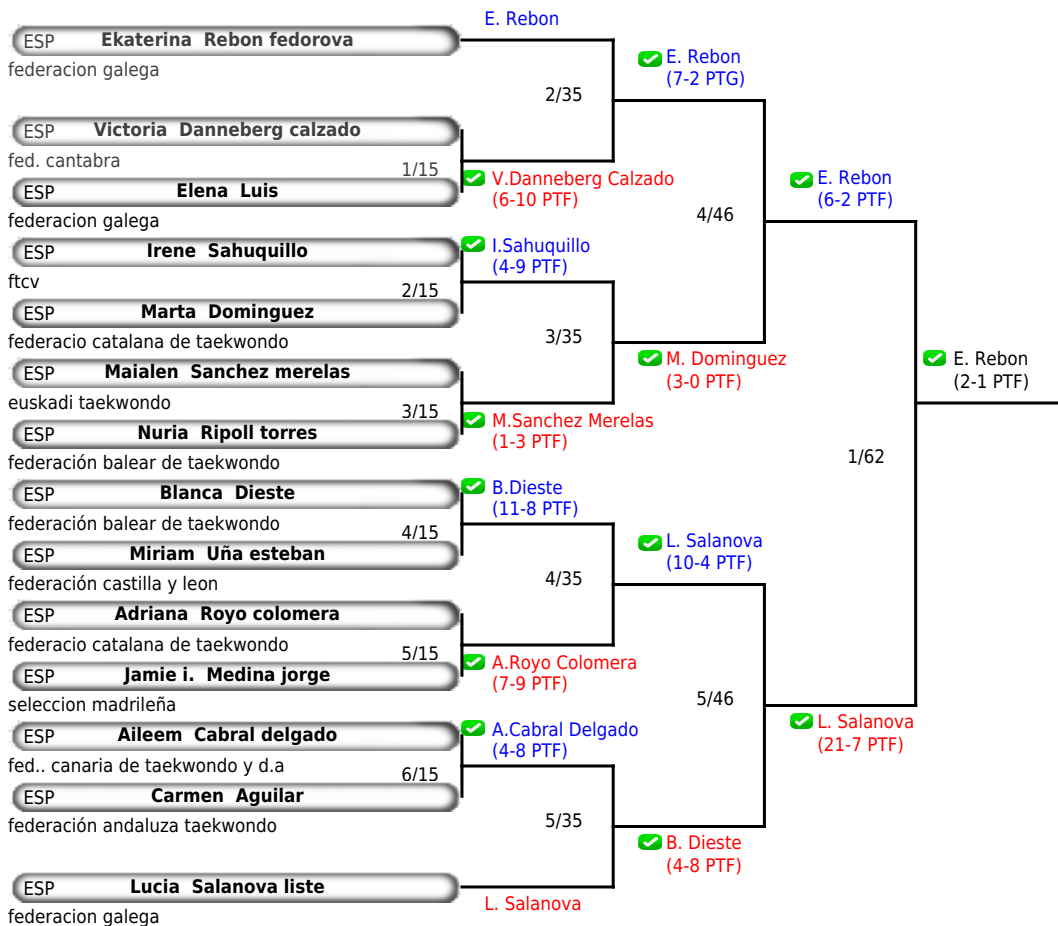 E. Rebon
ESP Ekaterina Rebon fedorova
federacion galega
E. Rebon
(7-2 PTG)
2/35
ESP Victoria Danneberg calzado
fed. cantabra
1/15
V.Danneberg Calzado
(6-10 PTF)
ESP Elena Luis
federacion galega
E. Rebon
(6-2 PTF)
4/46
ESP Irene Sahuquillo
ftcv
I.Sahuquillo
(4-9 PTF)
2/15
ESP Marta Dominguez
federacio catalana de taekwondo
3/35
M. Dominguez
(3-0 PTF)
E. Rebon
(2-1 PTF)
ESP Maialen Sanchez merelas
euskadi taekwondo
3/15
M.Sanchez Merelas
(1-3 PTF)
ESP Nuria Ripoll torres
federación balear de taekwondo
1/62
ESP Blanca Dieste
federación balear de taekwondo
B.Dieste
(11-8 PTF)
4/15
ESP Miriam Uña esteban
federación castilla y leon
L. Salanova
(10-4 PTF)
4/35
ESP Adriana Royo colomera
federacio catalana de taekwondo
5/15
A.Royo Colomera
(7-9 PTF)
ESP Jamie i. Medina jorge
seleccion madrileña
5/46
L. Salanova
(21-7 PTF)
ESP Aileem Cabral delgado
fed.. canaria de taekwondo y d.a
A.Cabral Delgado
(4-8 PTF)
6/15
ESP Carmen Aguilar
federación andaluza taekwondo
5/35
B. Dieste
(4-8 PTF)
ESP Lucia Salanova liste
federacion galega
L. Salanova